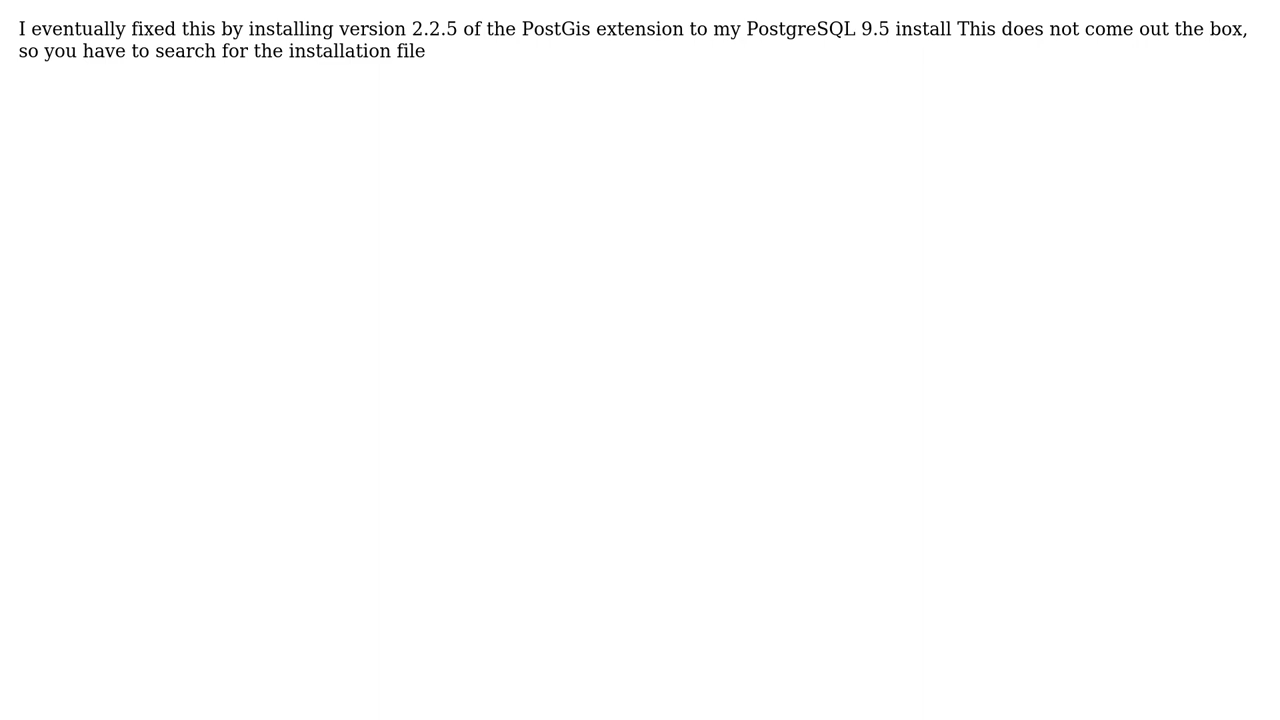 I eventually fixed this by installing version 2.2.5 of the PostGis extension to my PostgreSQL 9.5 install This does not come out the box,
so you have to search for the installation file